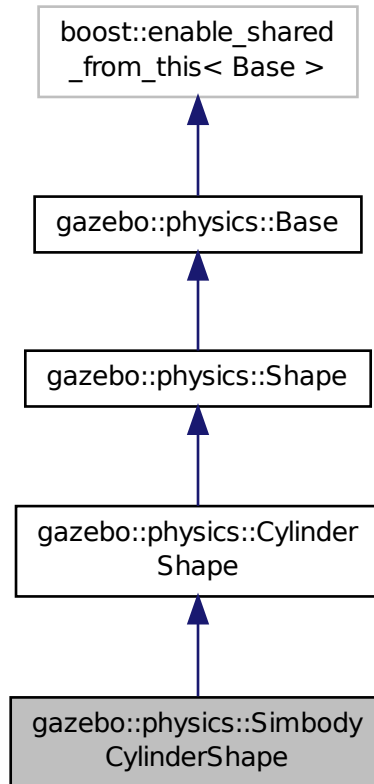 boost::enable_shared
_from_this< Base >
gazebo::physics::Base
gazebo::physics::Shape
gazebo::physics::Cylinder
Shape
gazebo::physics::Simbody
CylinderShape